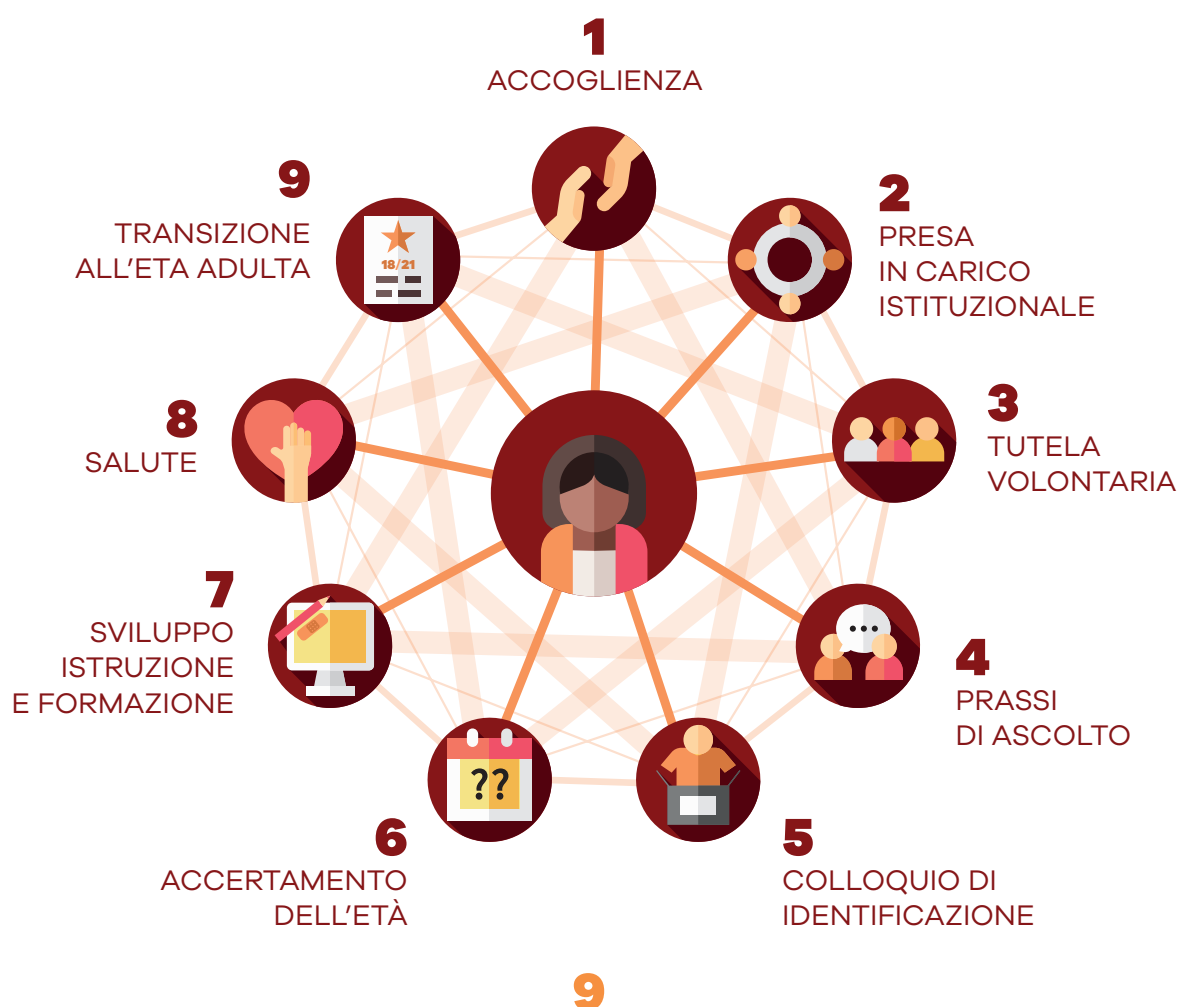 1
ACCOGLIENZA
2
PRESA
IN CARICO
ISTITUZIONALE
3
TUTELA
VOLONTARIA
4
PRASSI
DI ASCOLTO
5
COLLOQUIO DI
IDENTIFICAZIONE
6
ACCERTAMENTO
DELL'ETÀ
??
7
SVILUPPO
ISTRUZIONE
E FORMAZIONE
8
SALUTE
9
TRANSIZIONE
ALL'ETA ADULTA
18/21
9